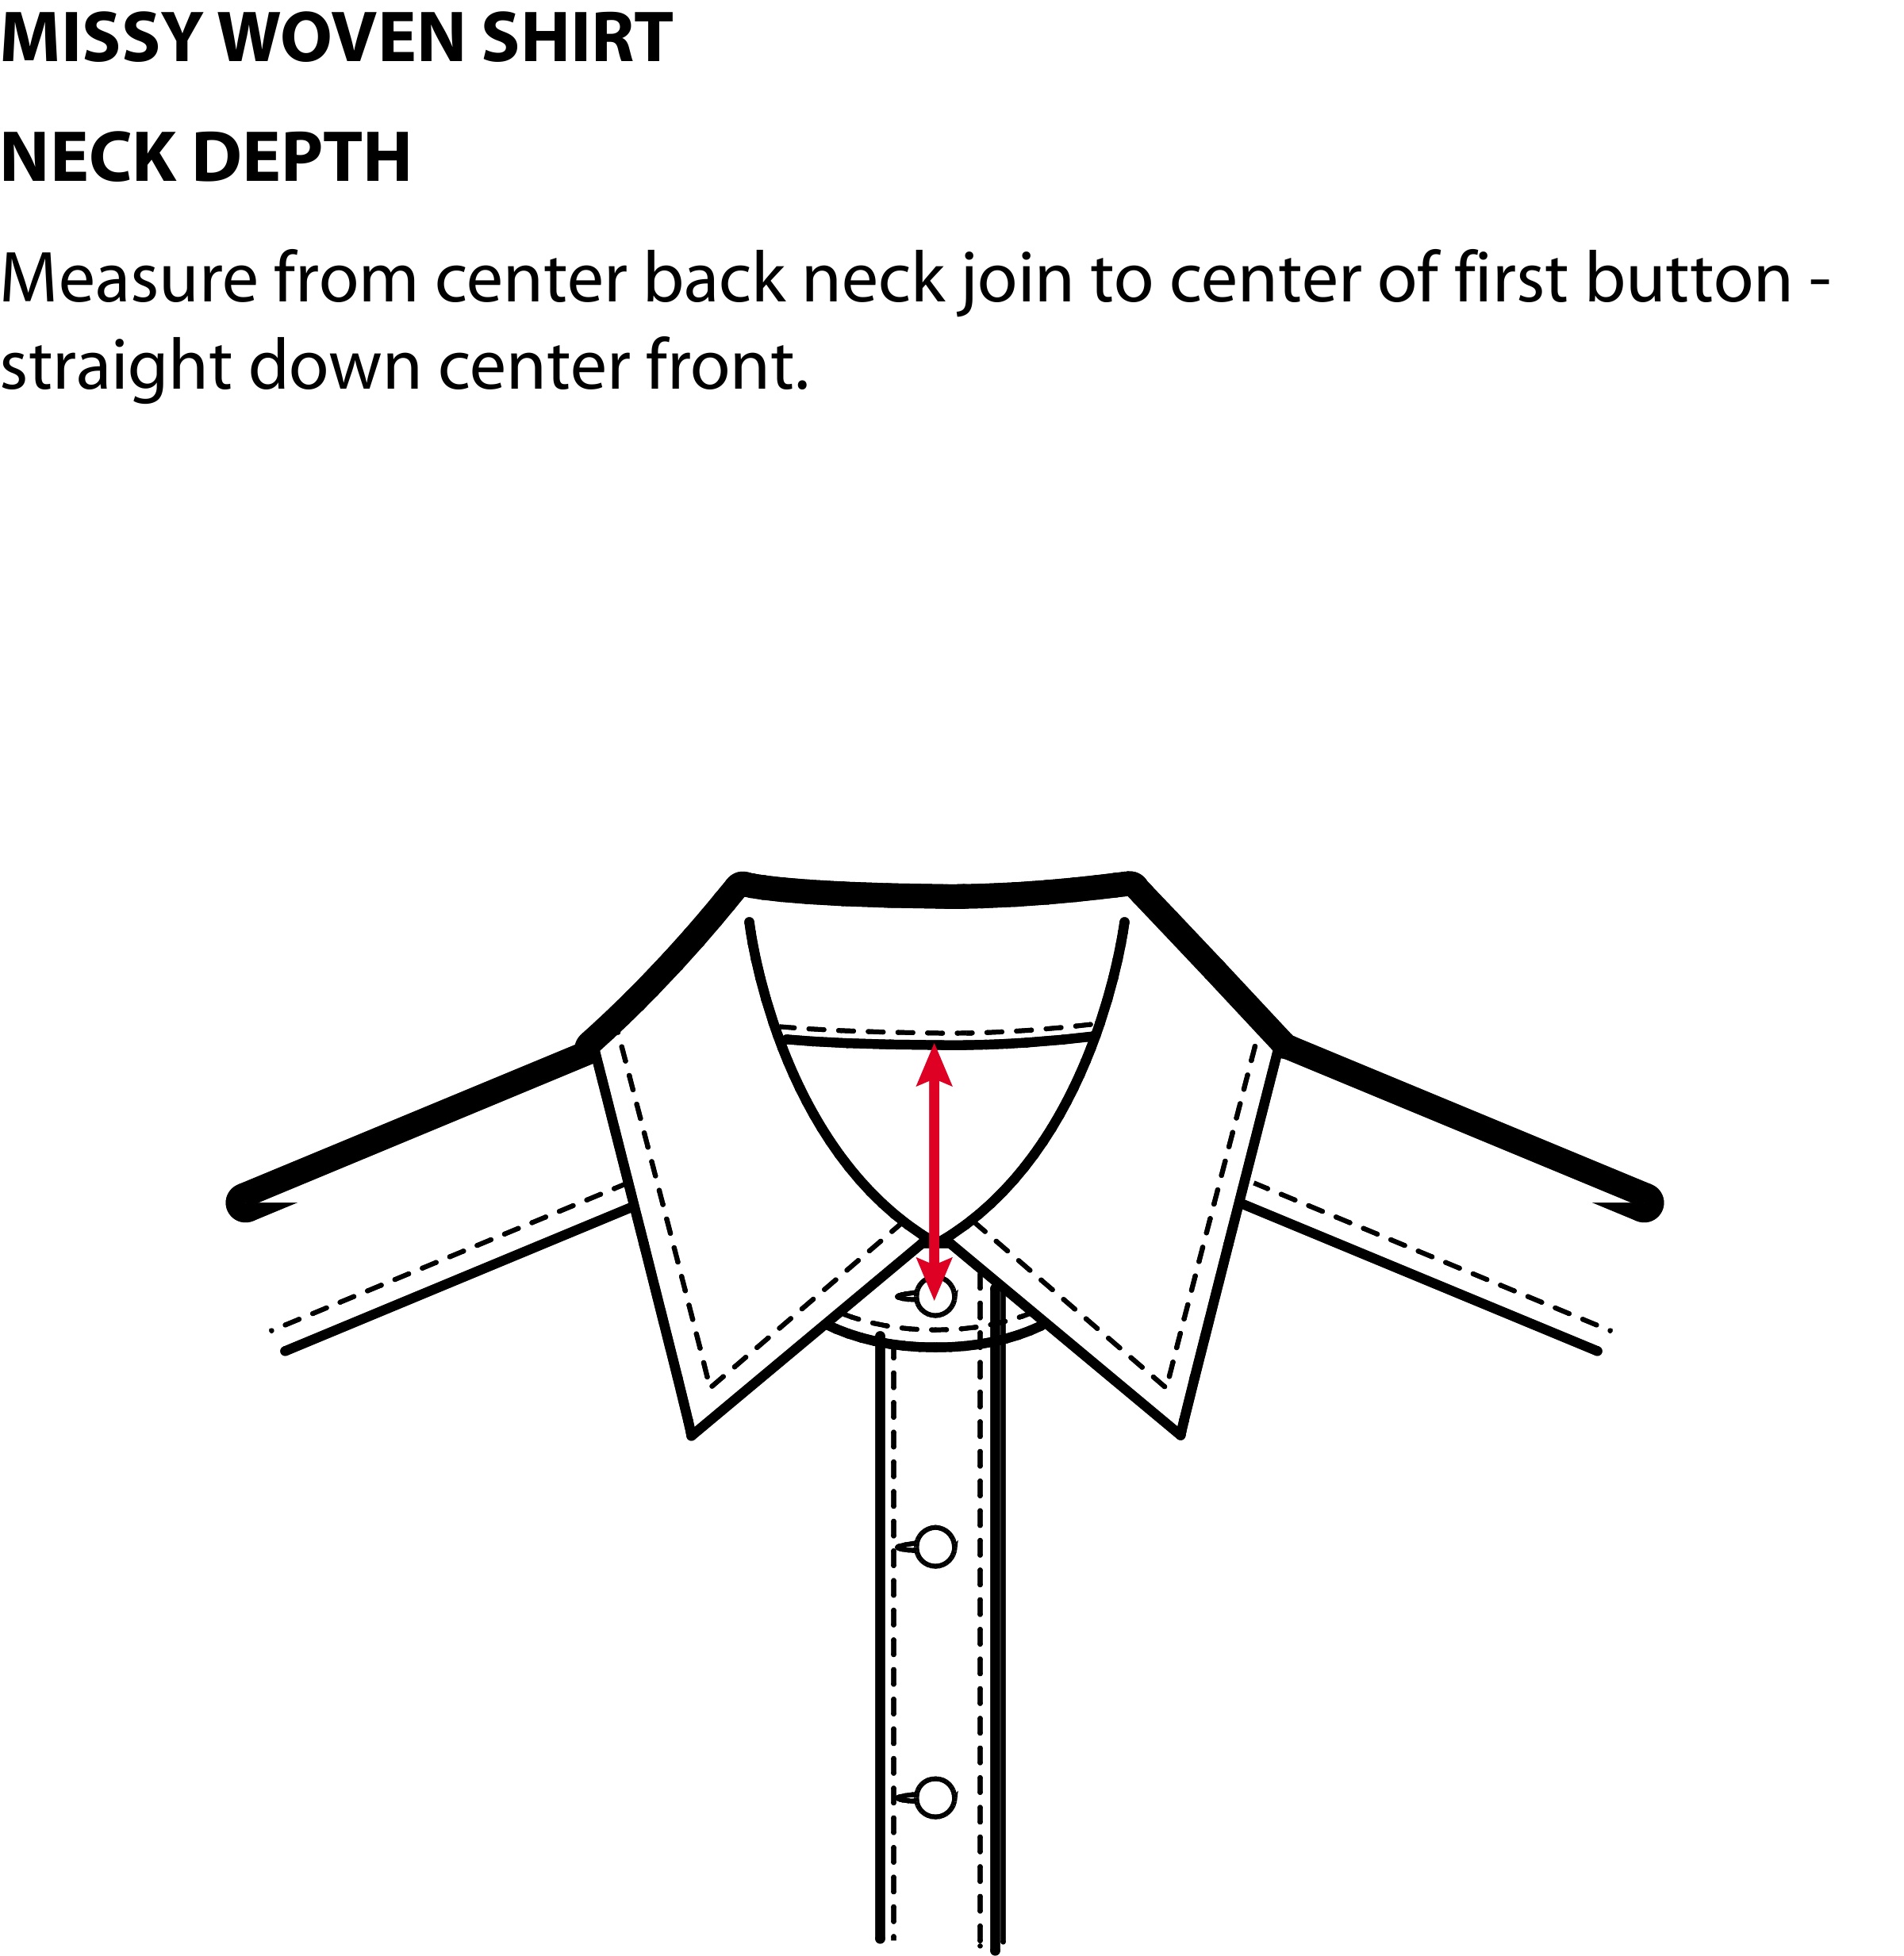 MISSY WOVEN SHIRT
NECK DEPTH
Measure from center back neck join to center of first button -
straight down center front.